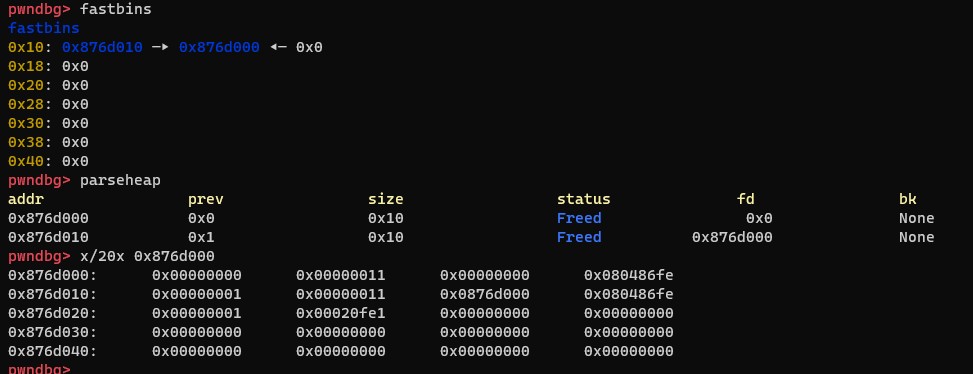 pwndbg> fastbins
fastbins
0x10: 0x876d010 —▸ 0x876d000 ◂— 0x0
0x18: 0x0
0x20: 0x0
0x28: 0x0
0x30: 0x0
0x38: 0x0
0x40: 0x0
pwndbg> parseheap
addr prev size status fd bk
0x876d000 0x0 0x10 Freed 0x0 None
0x876d010 0x1 0x10 Freed 0x876d000 None
pwndbg> x/20x 0x876d000
0x876d000: 0x00000000 0x00000011 0x00000000 0x080486fe
0x876d010: 0x00000001 0x00000011 0x0876d000 0x080486fe
0x876d020: 0x00000001 0x00020fe1 0x00000000 0x00000000
0x876d030: 0x00000000 0x00000000 0x00000000 0x00000000
0x876d040: 0x00000000 0x00000000 0x00000000 0x00000000
pwndbg>